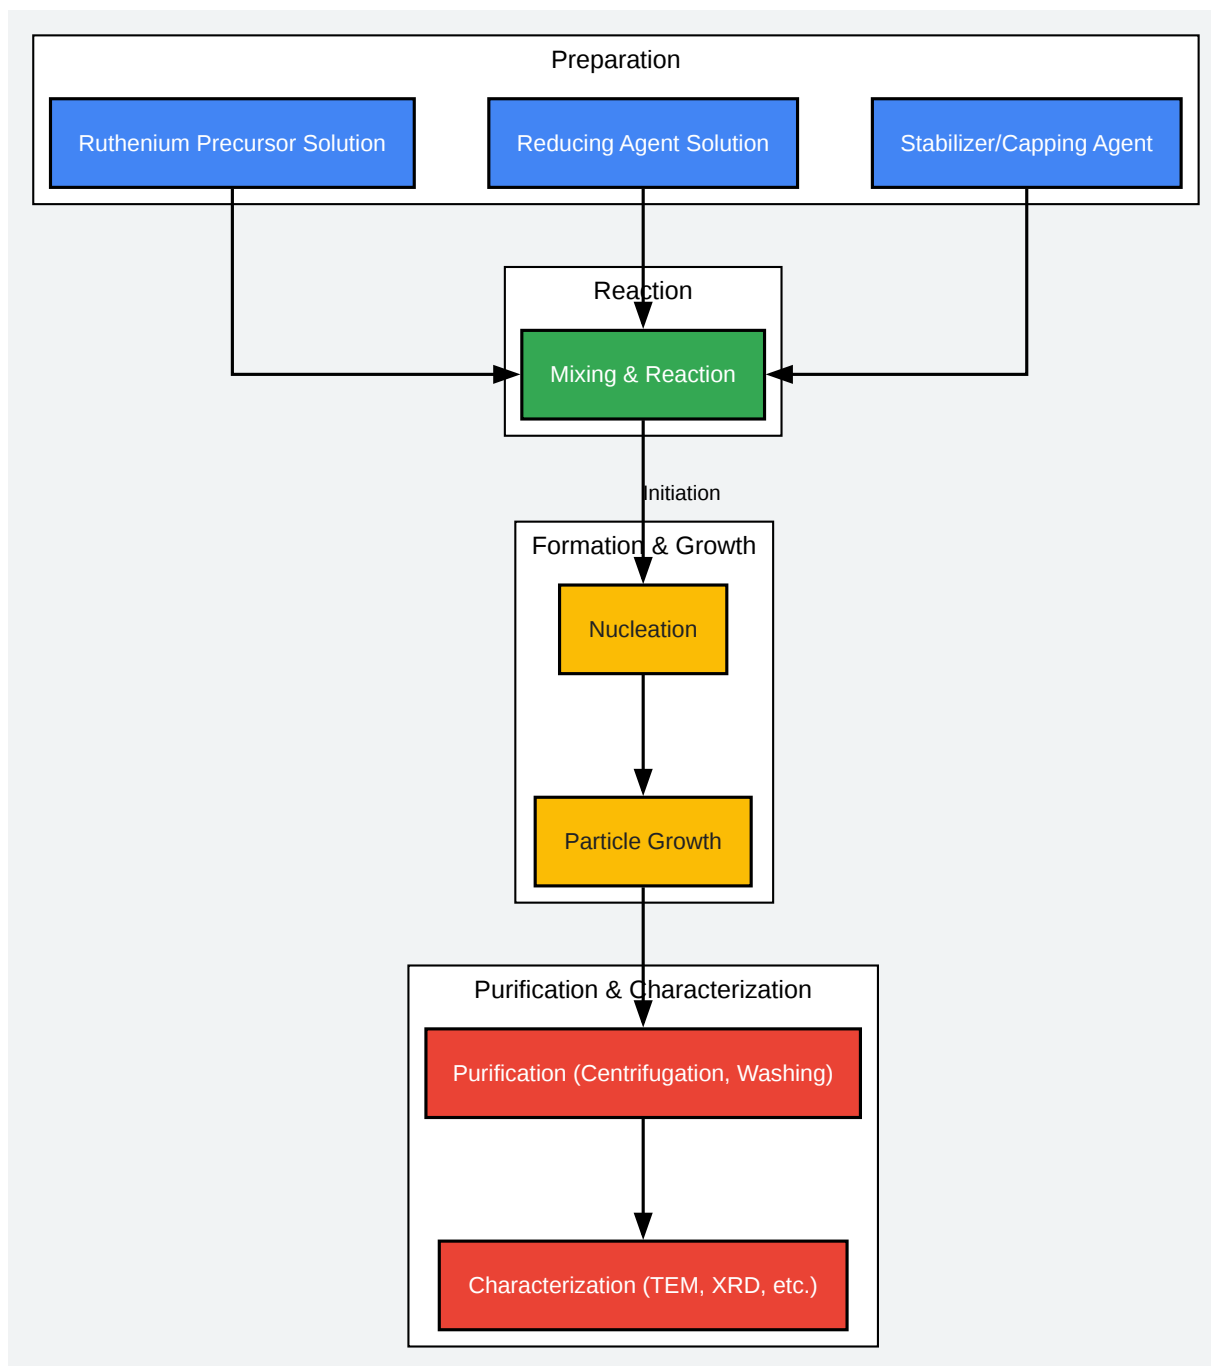 Preparation
Ruthenium Precursor Solution
Reducing Agent Solution
Stabilizer/Capping Agent
Reaction
Mixing & Reaction
Initiation
Formation & Growth
Nucleation
Particle Growth
Purification & Characterization
Purification (Centrifugation, Washing)
Characterization (TEM, XRD, etc.)